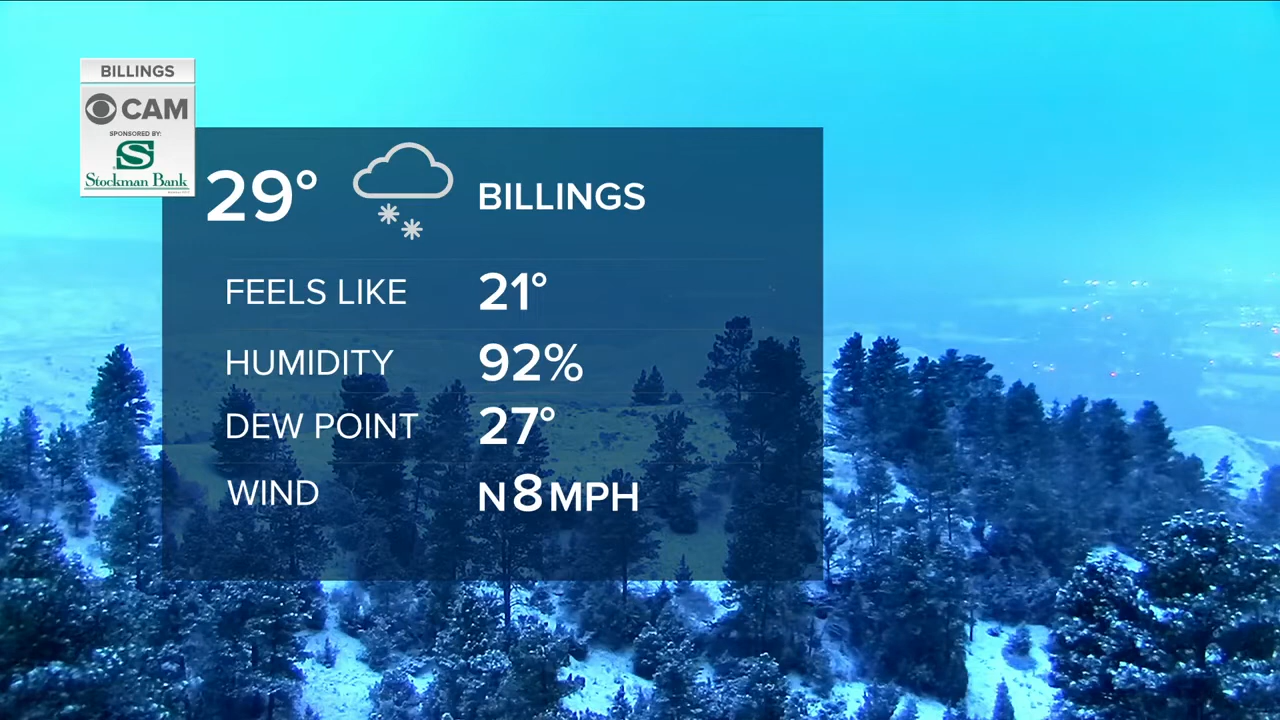 BILLINGS
CAM
SPONSORED BY:
S
Stockman Bank
29° BILLINGS
FEELS LIKE 21°
HUMIDITY 92%
DEW POINT 27°
WIND N 8 MPH